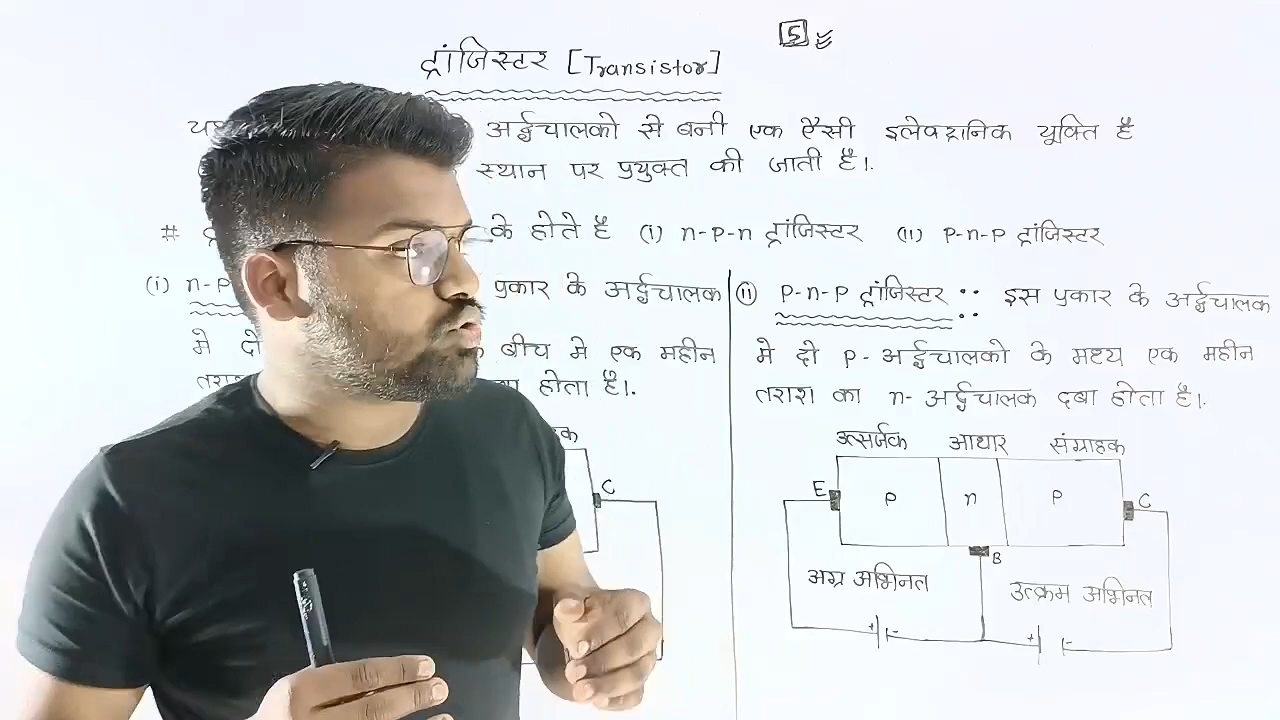 5
ट्रांजिस्टर [Transistor]
अर्द्धचालको से बनी एक ऐसी इलेक्ट्रानिक युक्ति है
स्थान पर प्रयुक्त की जाती है।.
# के होते है (i) n-p-n ट्रांजिस्टर (ii) p-n-p ट्रांजिस्टर
(i) n-p प्रकार के अर्द्धचालक
मे दो बीच मे एक महीन
होता है।.
C
(ii) p-n-p ट्रांजिस्टर :: इस प्रकार के अर्द्धचालक
मे दो p- अर्द्धचालको के मध्य एक महीन
तराश का n- अर्द्धचालक दबा होता है।.
उत्सर्जक आधार संग्राहक
E p n p C
B
अग्र अभिनत उत्क्रम अभिनत
+ - + -